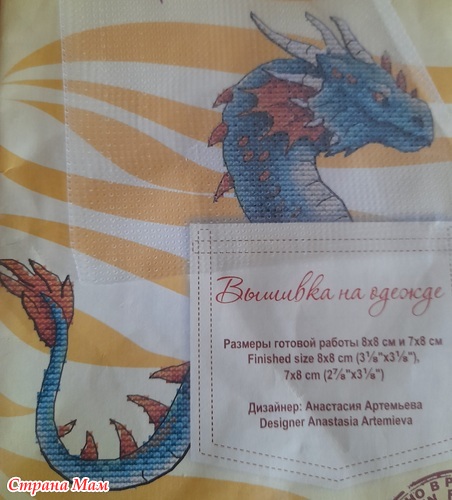 Вышивка на одежде
Размеры готовой работы 8х8 см и 7х8 см
Finished size 8x8 cm (3⅛"x3⅛"),
7x8 cm (2⅞"x3⅛")
Дизайнер: Анастасия Артемьева
Designer Anastasia Artemieva
Страна Мам